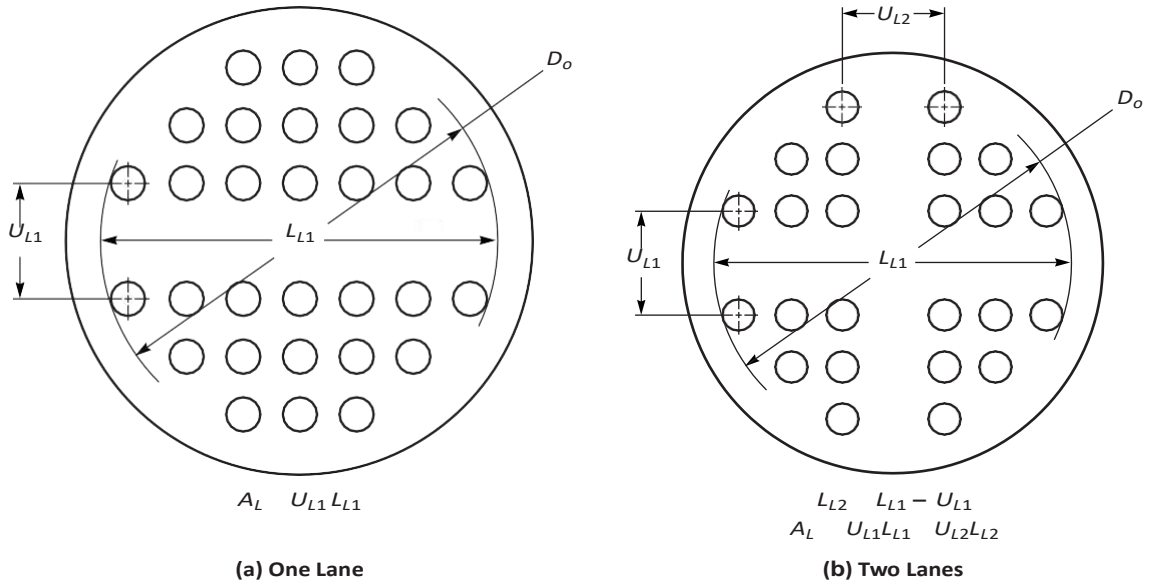 D_o
U_L1
L_L1
A_L U_L1 L_L1
(a) One Lane
U_L2
D_o
U_L1
L_L1
L_L2 L_L1 – U_L1
A_L U_L1L_L1 U_L2L_L2
(b) Two Lanes